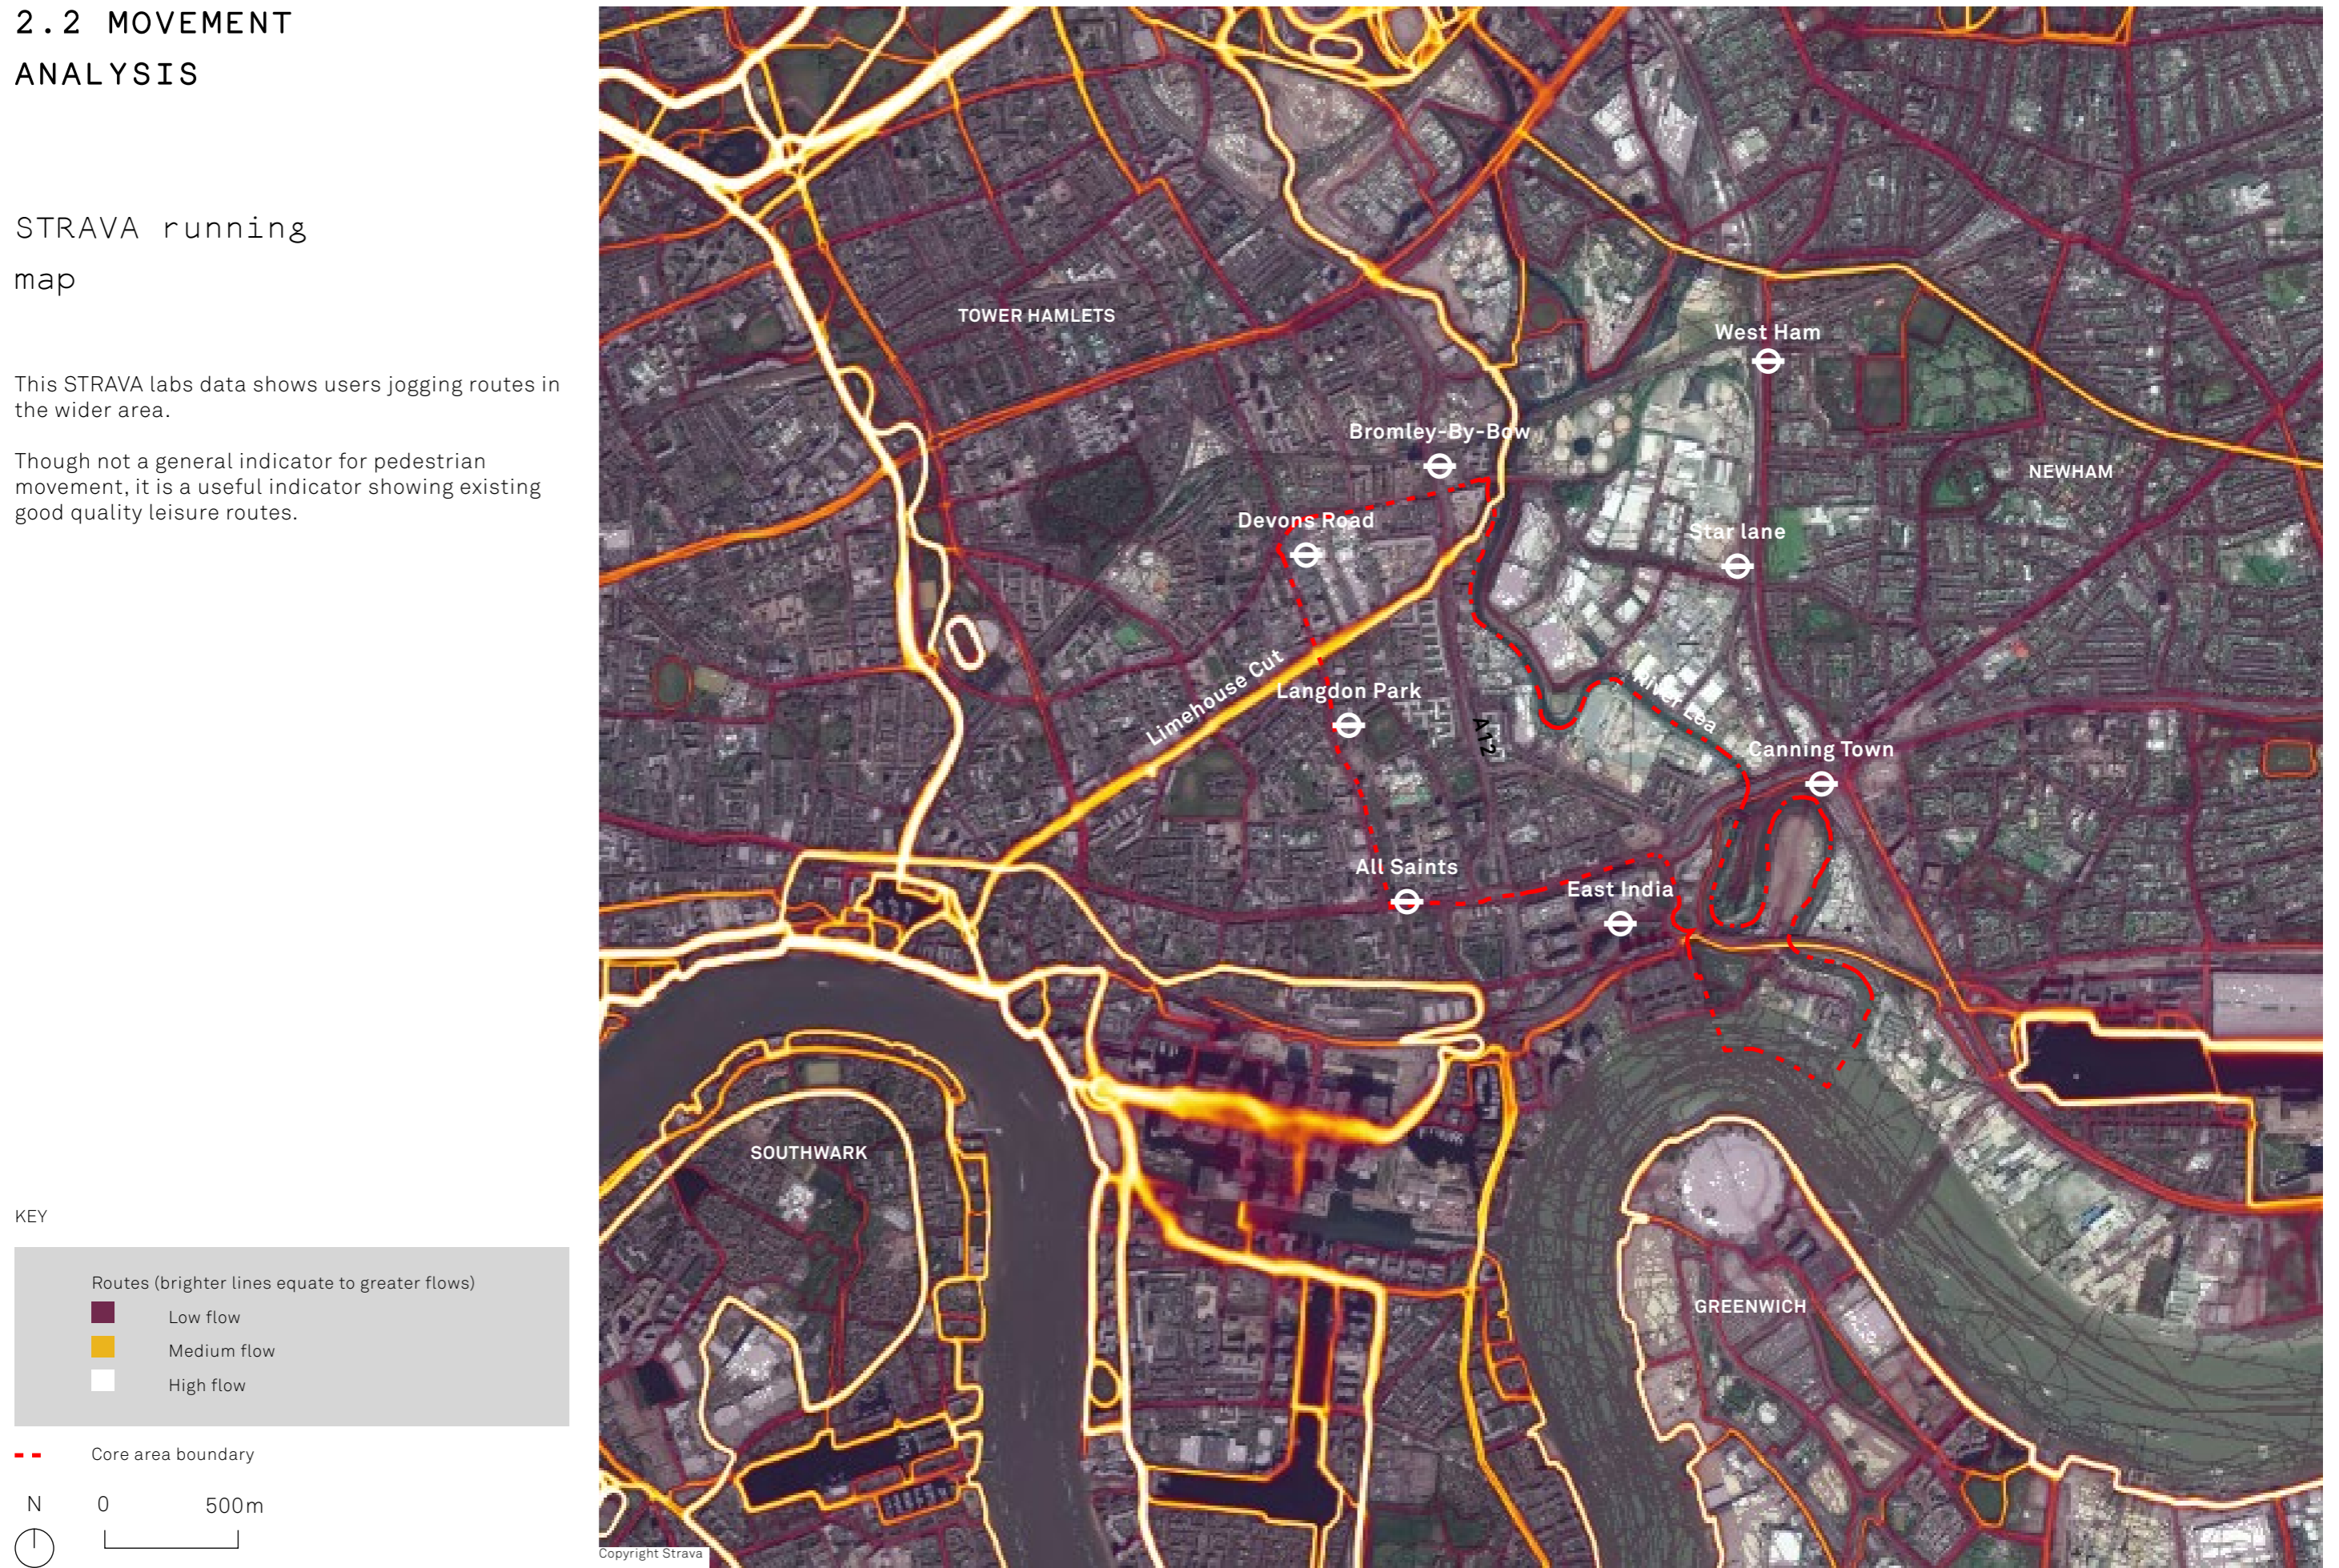 2.2 MOVEMENT
ANALYSIS
STRAVA running
map
This STRAVA labs data shows users jogging routes in
the wider area.
Though not a general indicator for pedestrian
movement, it is a useful indicator showing existing
good quality leisure routes.
KEY
Routes (brighter lines equate to greater flows)
Low flow
Medium flow
High flow
Core area boundary
N
0
500m
TOWER HAMLETS
West Ham
Bromley-By-Bow
NEWHAM
Devons Road
Star lane
Limehouse Cut
Langdon Park
River Lea
A12
Canning Town
All Saints
East India
SOUTHWARK
GREENWICH
Copyright Strava